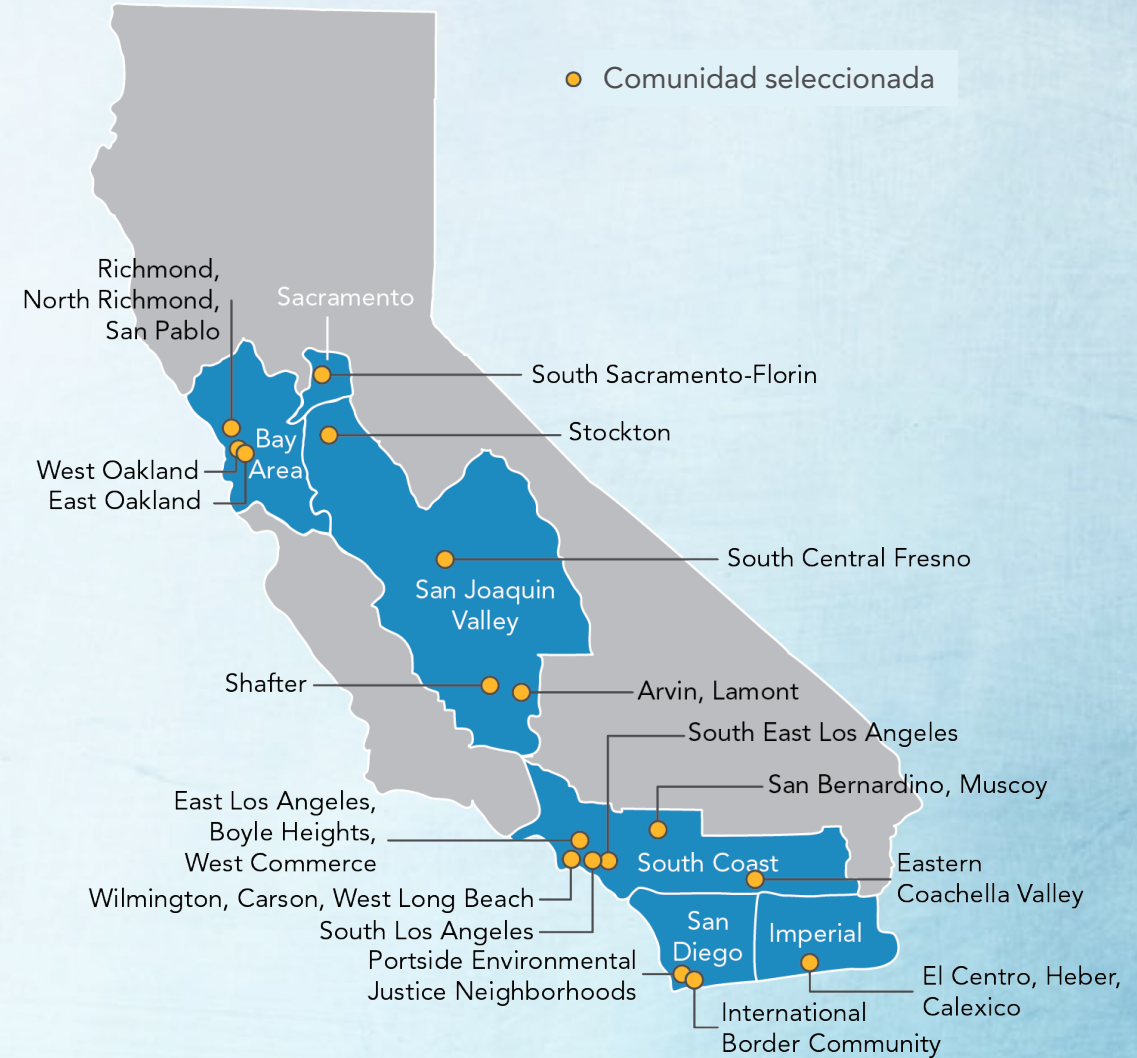 Comunidad seleccionada
Richmond,
North Richmond,
San Pablo
Sacramento
South Sacramento-Florin
Stockton
Bay
Area
West Oakland
East Oakland
South Central Fresno
San Joaquin
Valley
Shafter
Arvin, Lamont
South East Los Angeles
San Bernardino, Muscoy
East Los Angeles,
Boyle Heights,
West Commerce
South Coast
Eastern
Coachella Valley
Wilmington, Carson, West Long Beach
South Los Angeles
San
Diego
Imperial
Portside Environmental
Justice Neighborhoods
El Centro, Heber,
Calexico
International
Border Community